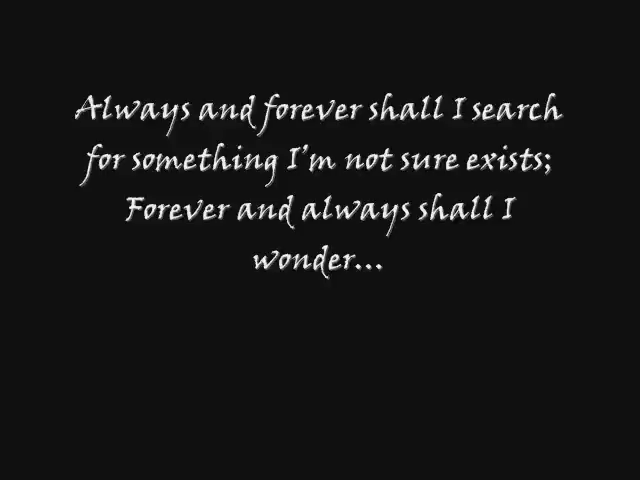 Always and forever shall I search
for something I'm not sure exists;
Forever and always shall I
wonder...